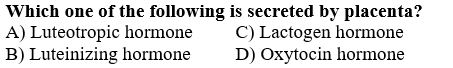 Which one of the following is secreted by placenta?
A) Luteotropic hormone C) Lactogen hormone
B) Luteinizing hormone D) Oxytocin hormone